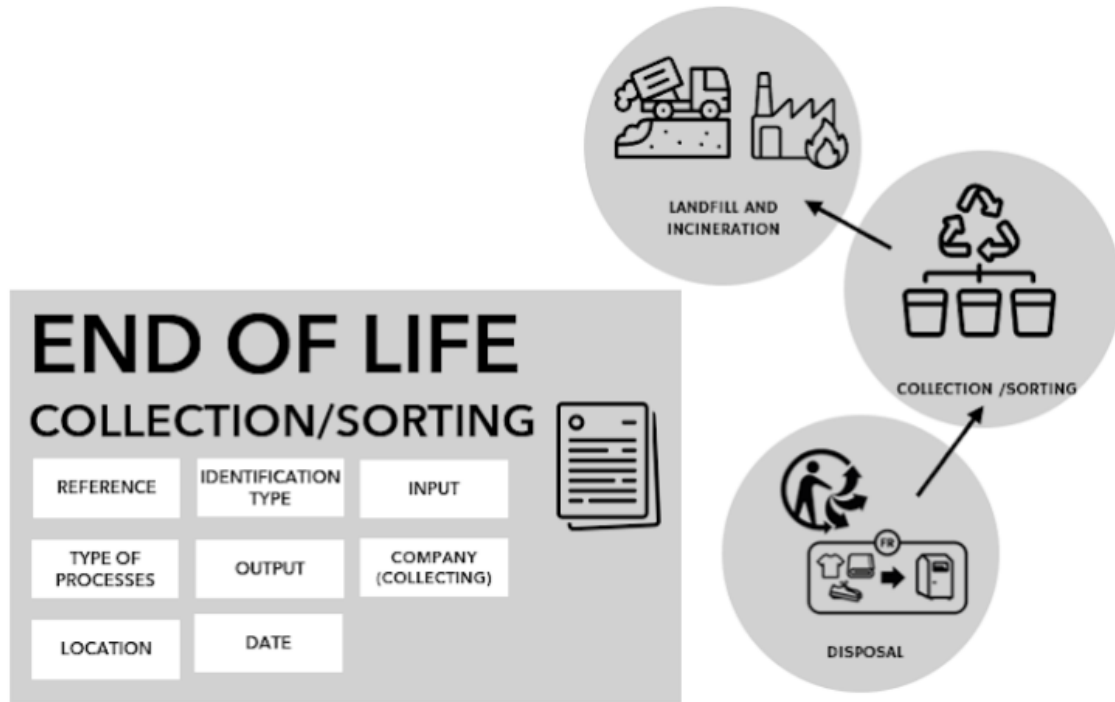 END OF LIFE
COLLECTION/SORTING
REFERENCE
IDENTIFICATION
TYPE
INPUT
TYPE OF
PROCESSES
OUTPUT
COMPANY
(COLLECTING)
LOCATION
DATE
LANDFILL AND
INCINERATION
COLLECTION /SORTING
FR
DISPOSAL